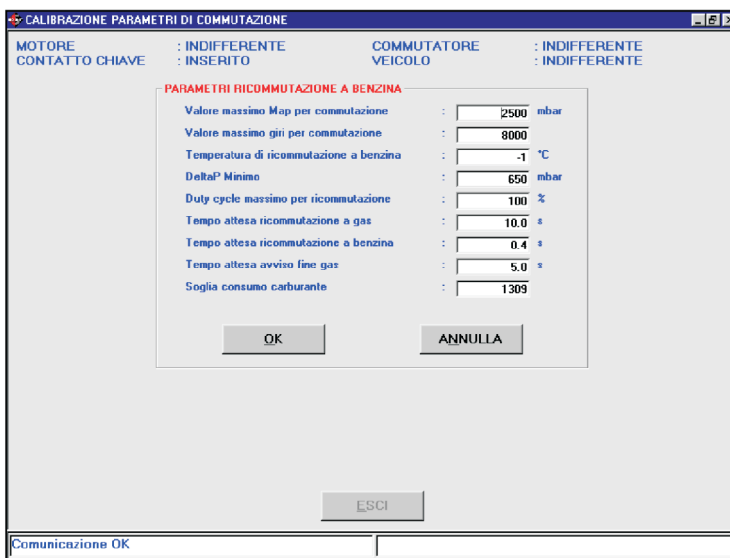 CALIBRAZIONE PARAMETRI DI COMMUTAZIONE
MOTORE : INDIFFERENTE COMMUTATORE : INDIFFERENTE
CONTATTO CHIAVE : INSERITO VEICOLO : INDIFFERENTE
PARAMETRI RICOMMUTAZIONE A BENZINA
Valore massimo Map per commutazione : 2500 mbar
Valore massimo giri per commutazione : 8000
Temperatura di ricommutazione a benzina : -1 °C
DeltaP Minimo : 650 mbar
Duty cycle massimo per ricommutazione : 100 %
Tempo attesa ricommutazione a gas : 10.0 s
Tempo attesa ricommutazione a benzina : 0.4 s
Tempo attesa avviso fine gas : 5.0 s
Soglia consumo carburante : 1309
OK ANNULLA
ESCI
Comunicazione OK